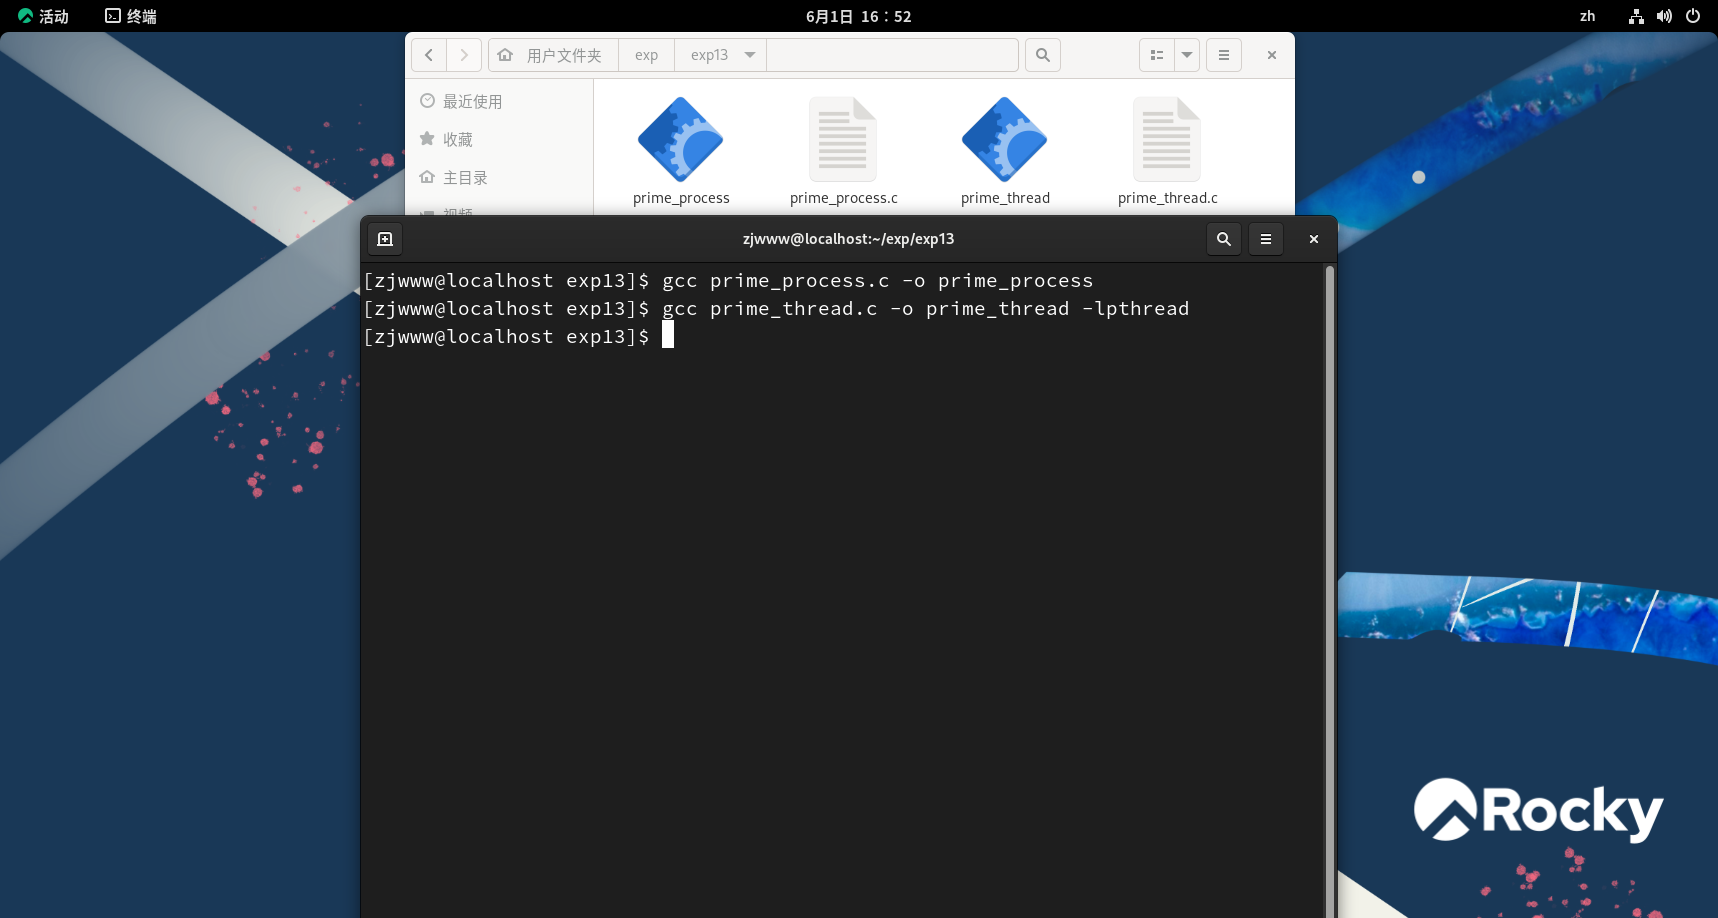 活动
终端
6月1日 16：52
zh
用户文件夹
exp
exp13
最近使用
收藏
主目录
视频
prime_process
prime_process.c
prime_thread
prime_thread.c
zjwww@localhost:~/exp/exp13
[zjwww@localhost exp13]$ gcc prime_process.c -o prime_process
[zjwww@localhost exp13]$ gcc prime_thread.c -o prime_thread -lpthread
[zjwww@localhost exp13]$
Rocky